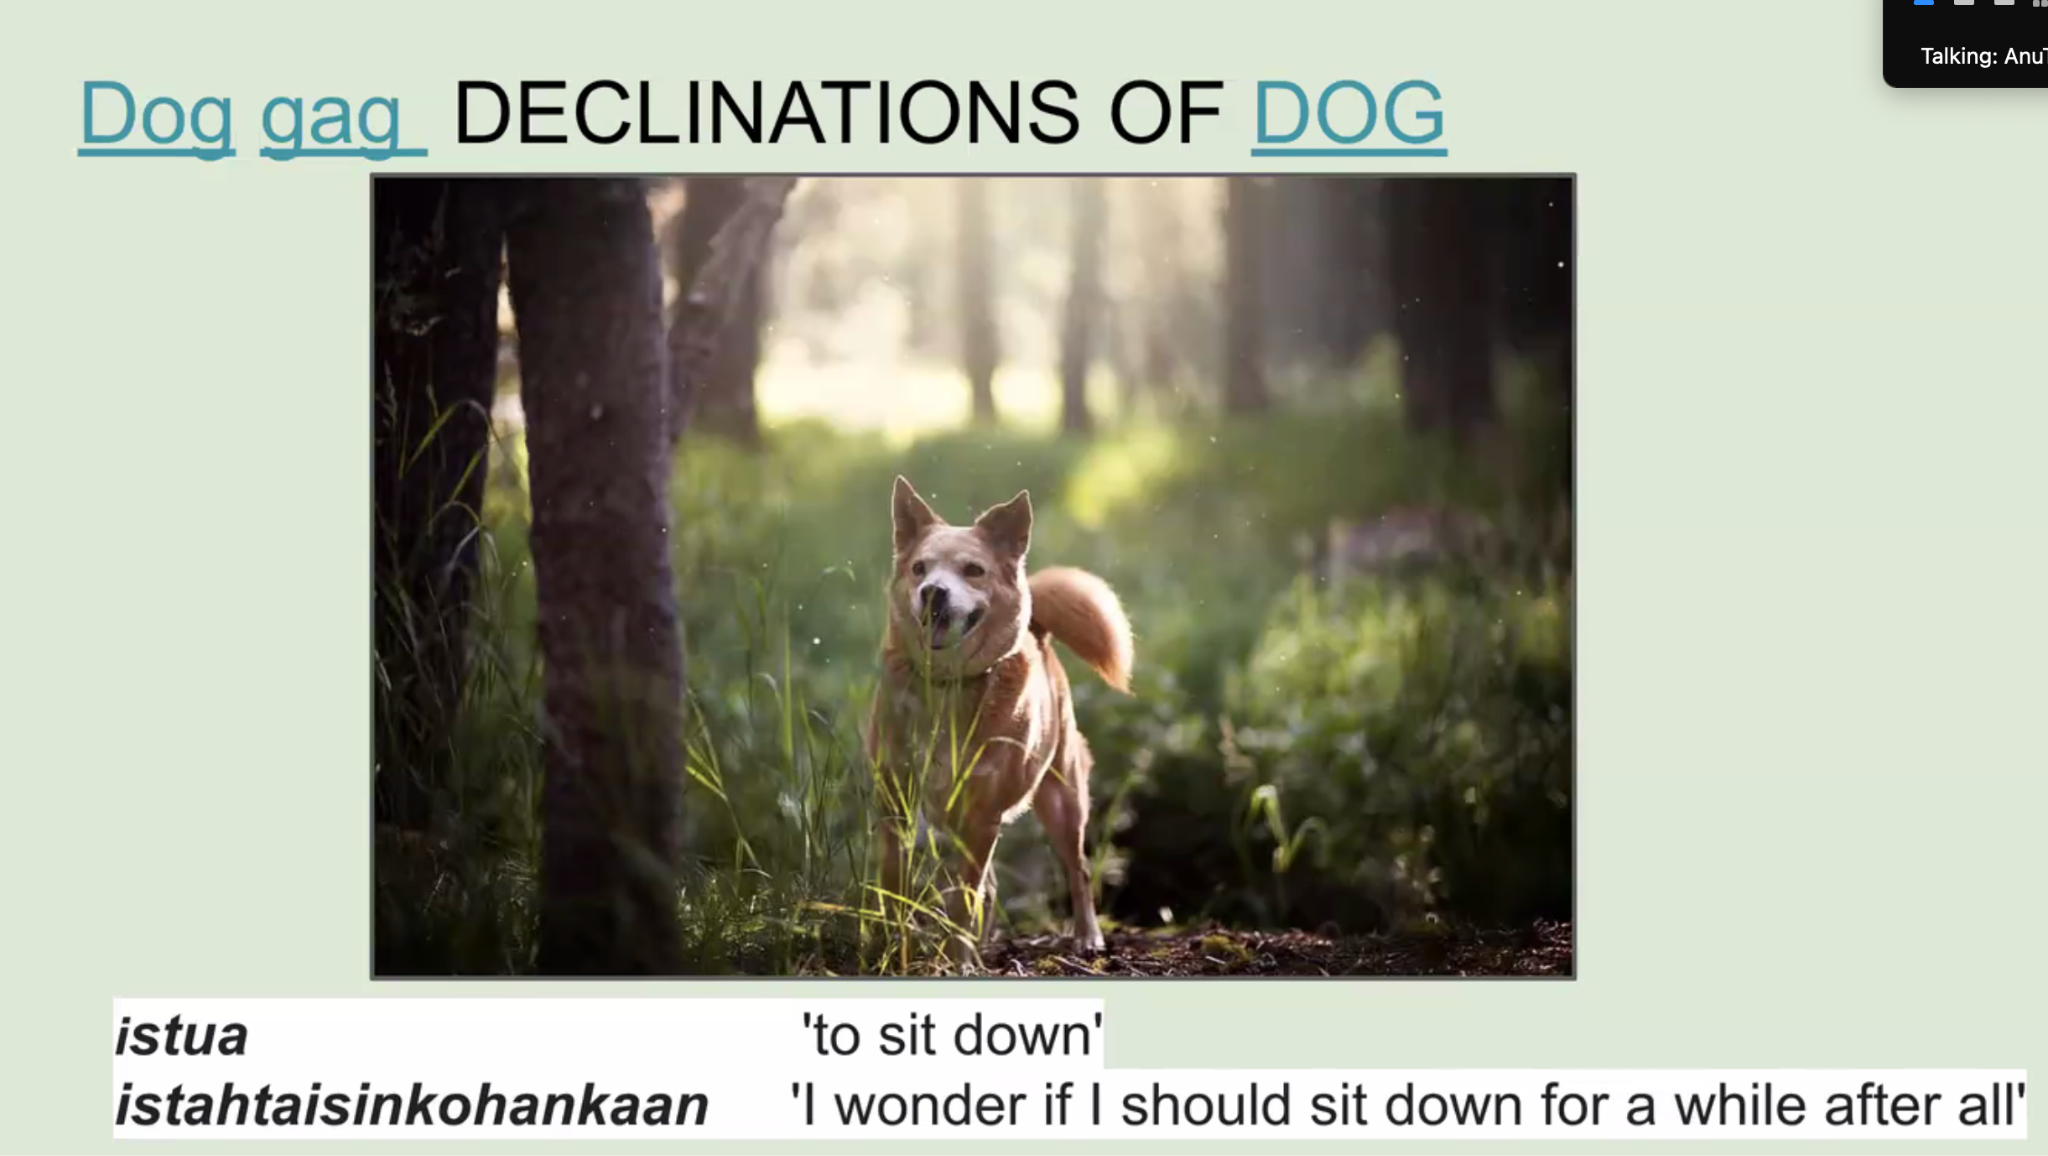 Talking: Anu
Dog gag DECLINATIONS OF DOG
istua 'to sit down'
istahtaisinkohankaan 'I wonder if I should sit down for a while after all'